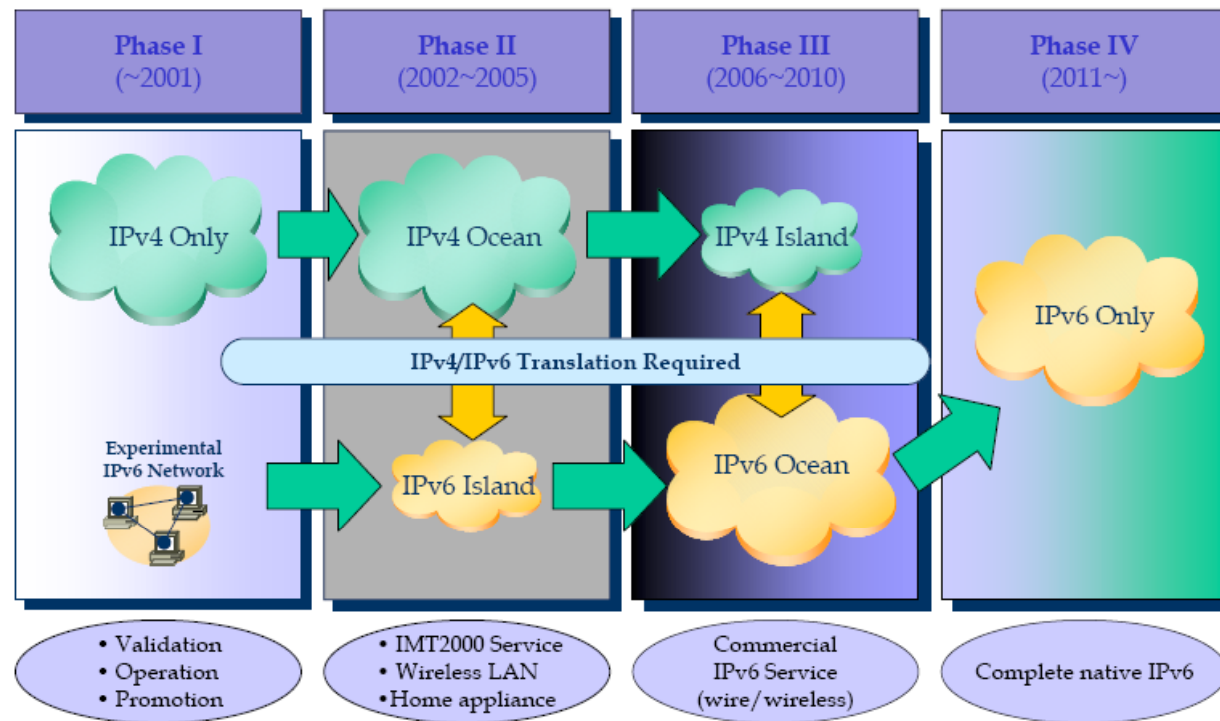 Phase I
(~2001)
Phase II
(2002~2005)
Phase III
(2006~2010)
Phase IV
(2011~)
IPv4 Only
IPv4 Ocean
IPv4 Island
IPv6 Only
IPv4/IPv6 Translation Required
Experimental
IPv6 Network
IPv6 Island
IPv6 Ocean
• Validation
• Operation
• Promotion
• IMT2000 Service
• Wireless LAN
•Home appliance
Commercial
IPv6 Service
(wire/wireless)
Complete native IPv6